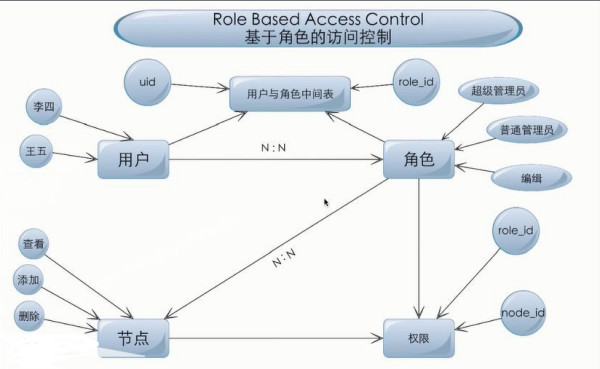 Role Based Access Control
基于角色的访问控制
uid
用户与角色中间表
role_id
李四
王五
用户
N:N
角色
超级管理员
普通管理员
编辑
N:N
查看
添加
删除
节点
权限
role_id
node_id